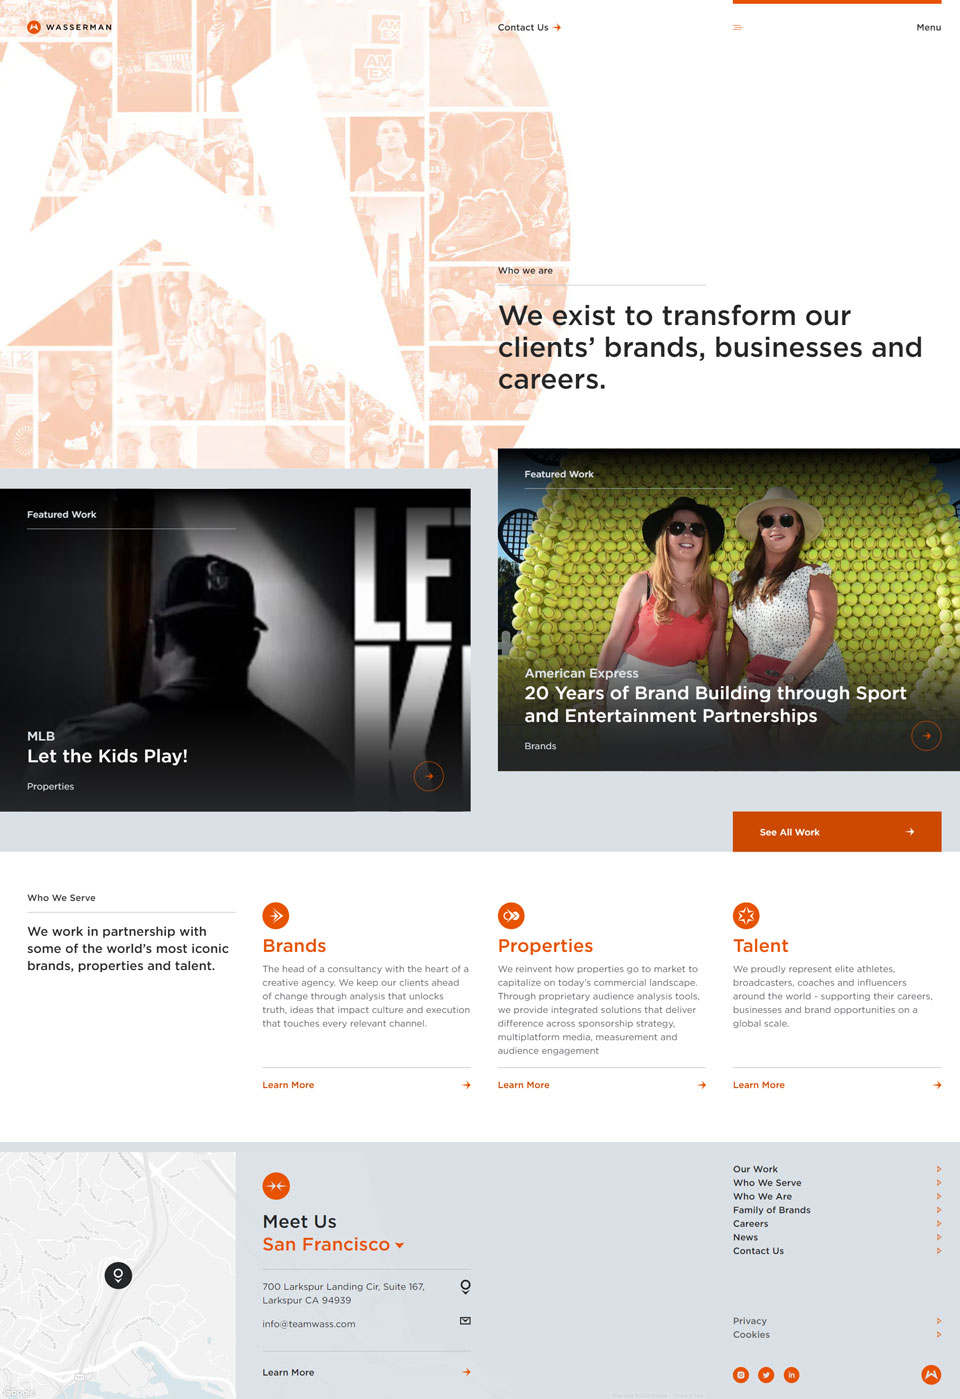 WASSERMAN
Contact Us
Menu
AM
EX
AM
EX
Who we are
We exist to transform our
clients’ brands, businesses and
careers.
Featured Work
LE
K
MLB
Let the Kids Play!
Properties
Featured Work
American Express
20 Years of Brand Building through Sport
and Entertainment Partnerships
Brands
See All Work
Who We Serve
We work in partnership with
some of the world’s most iconic
brands, properties and talent.
Brands
The head of a consultancy with the heart of a
creative agency. We keep our clients ahead
of change through analysis that unlocks
truth, ideas that impact culture and execution
that touches every relevant channel.
Learn More
Properties
We reinvent how properties go to market to
capitalize on today’s commercial landscape.
Through proprietary audience analysis tools,
we provide integrated solutions that deliver
difference across sponsorship strategy,
multiplatform media, measurement and
audience engagement
Learn More
Talent
We proudly represent elite athletes,
broadcasters, coaches and influencers
around the world - supporting their careers,
businesses and brand opportunities on a
global scale.
Learn More
Google
Meet Us
San Francisco
700 Larkspur Landing Cir, Suite 167,
Larkspur CA 94939
info@teamwass.com
Learn More
Our Work
Who We Serve
Who We Are
Family of Brands
Careers
News
Contact Us
Privacy
Cookies